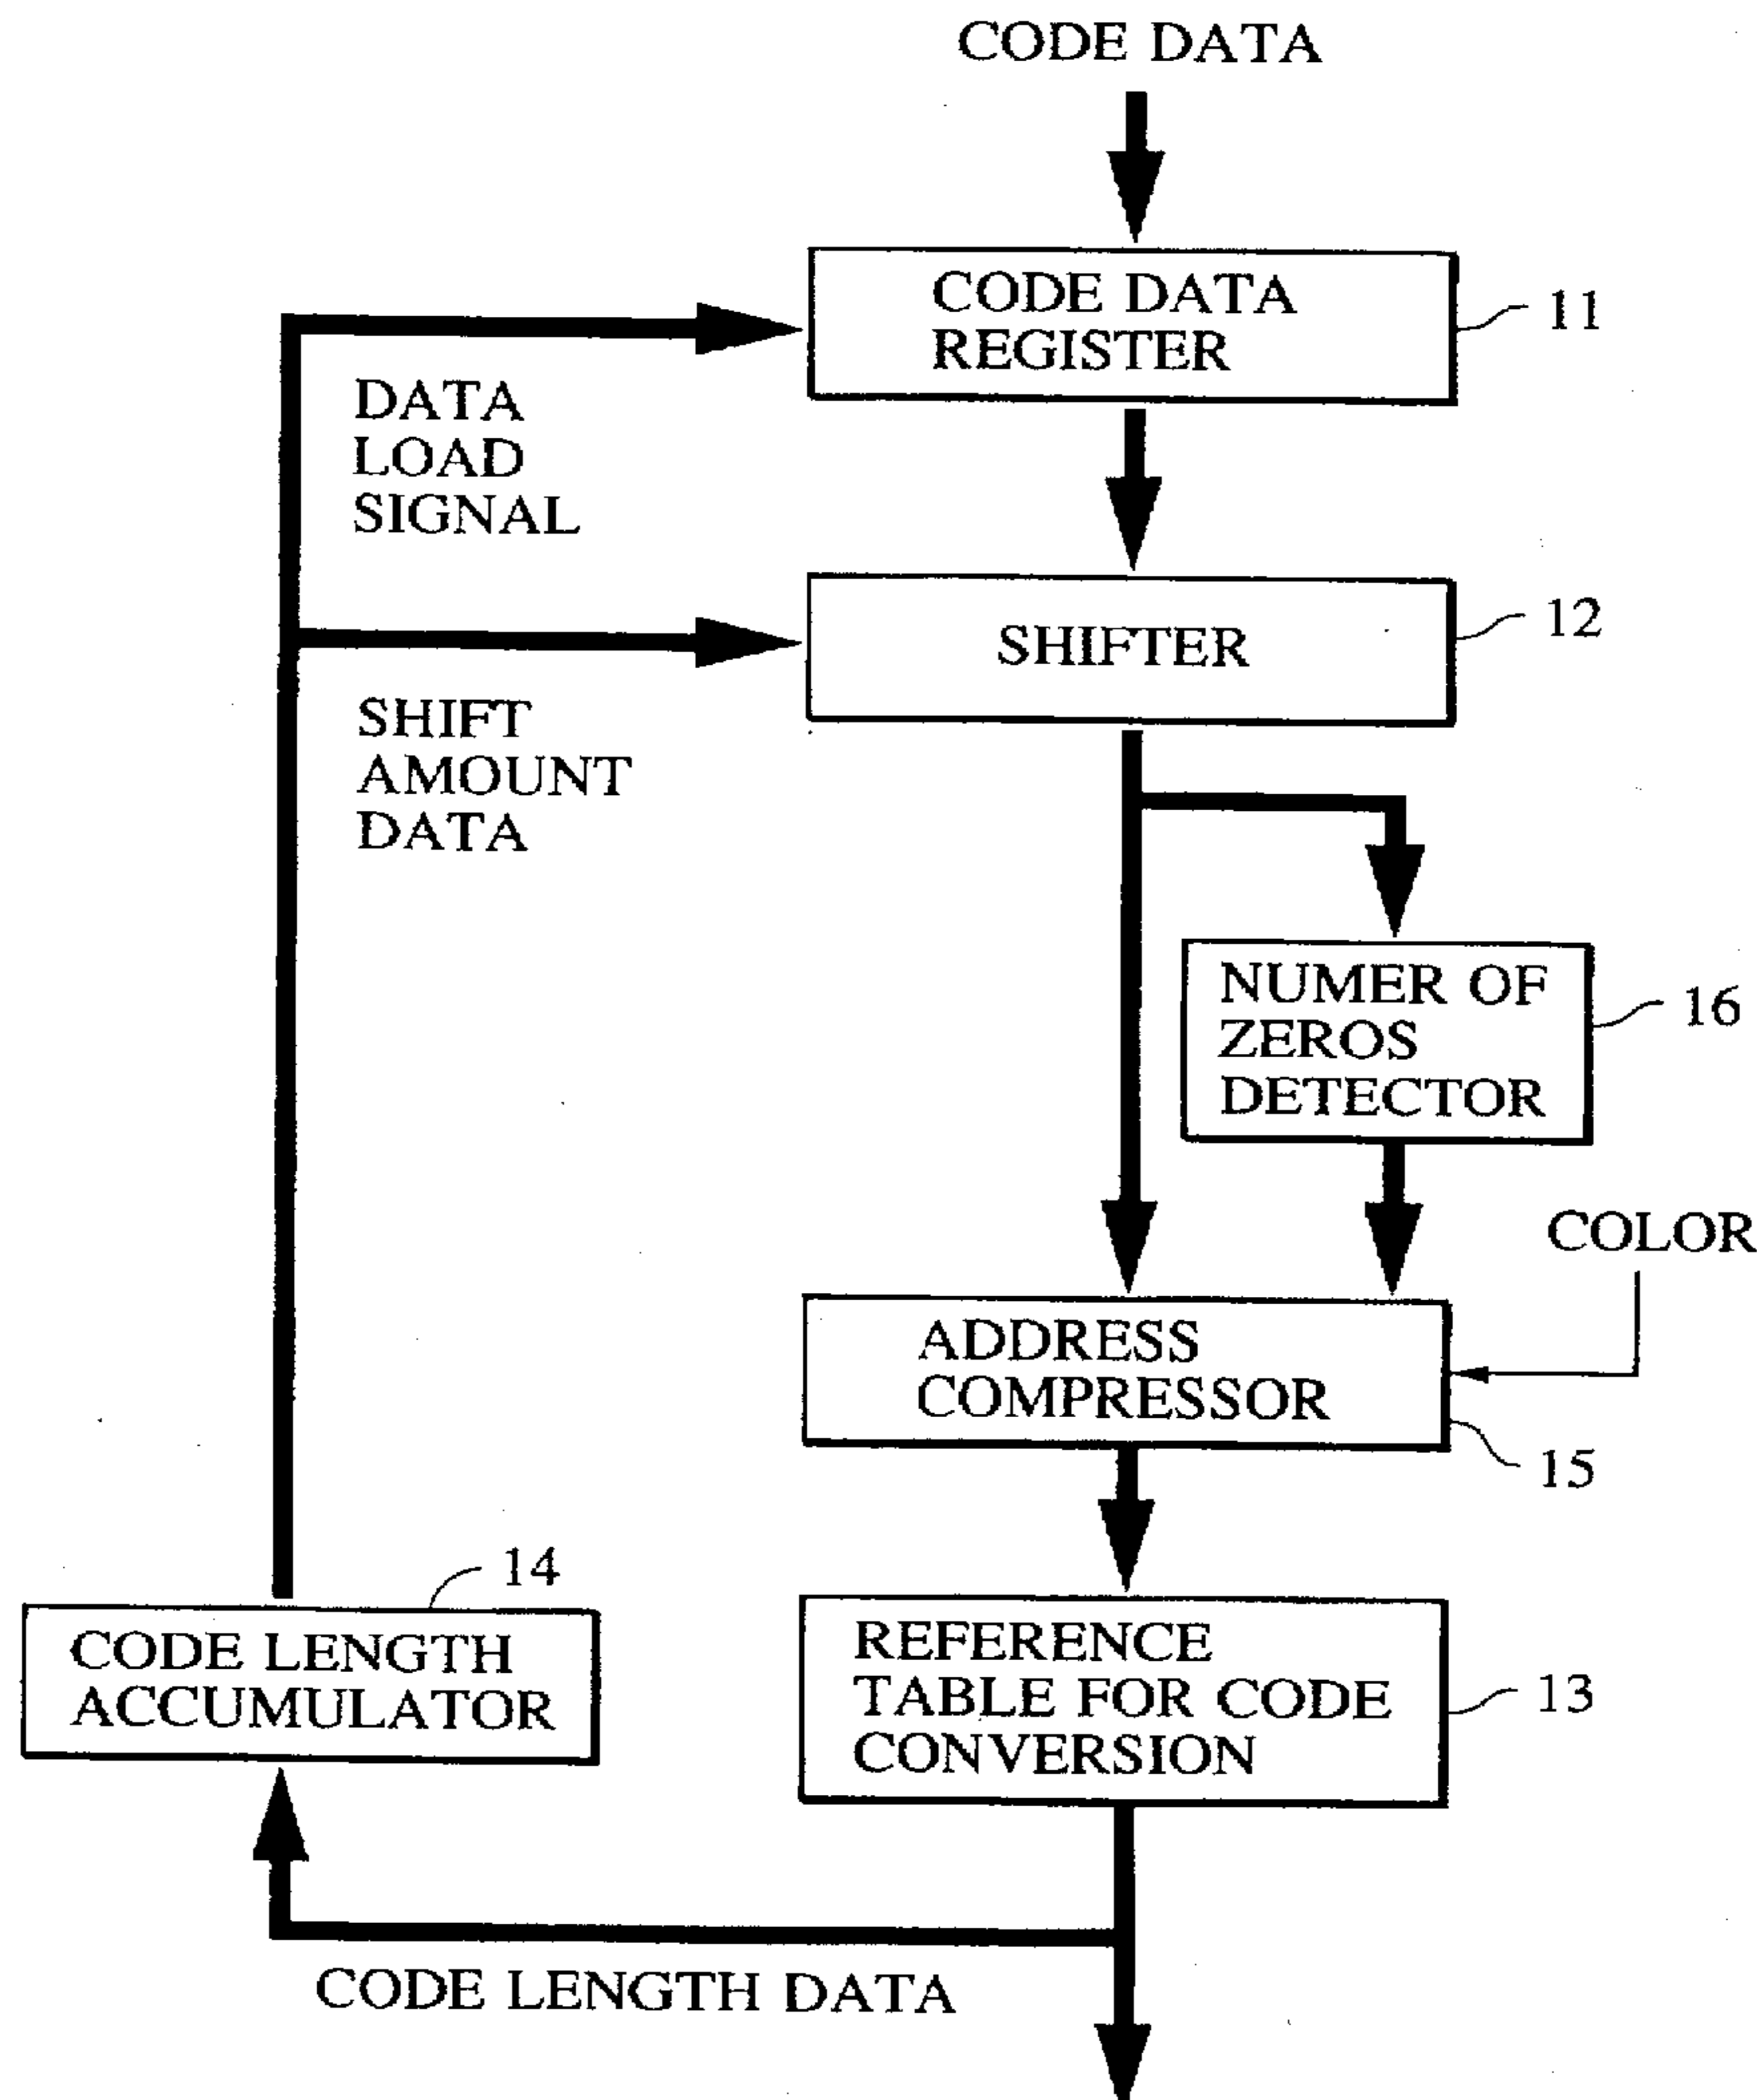 CODE DATA
CODE DATA
REGISTER
11
DATA
LOAD
SIGNAL
SHIFTER
12
SHIFT
AMOUNT
DATA
NUMER OF
ZEROS
DETECTOR
16
COLOR
ADDRESS
COMPRESSOR
15
14
CODE LENGTH
ACCUMULATOR
REFERENCE
TABLE FOR CODE
CONVERSION
13
CODE LENGTH DATA